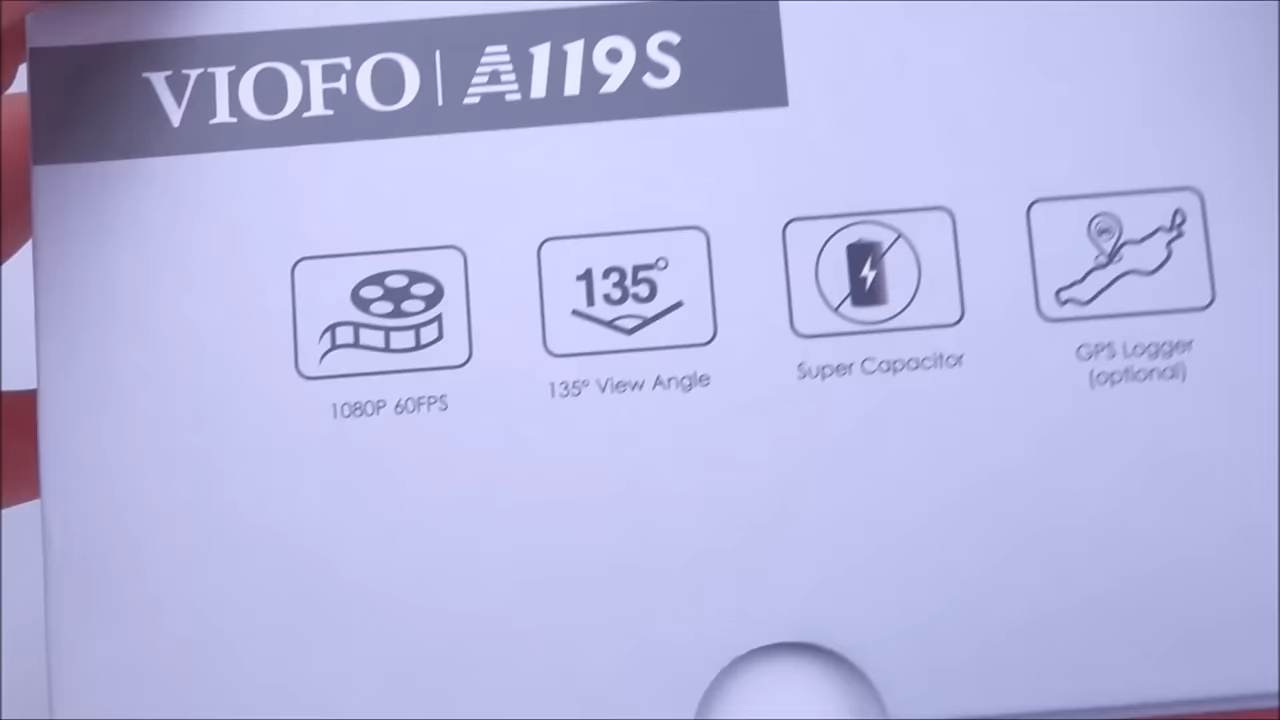 VIOFO | A119S
135°
1080P 60FPS
135° View Angle
Super Capacitor
GPS Logger
(optional)